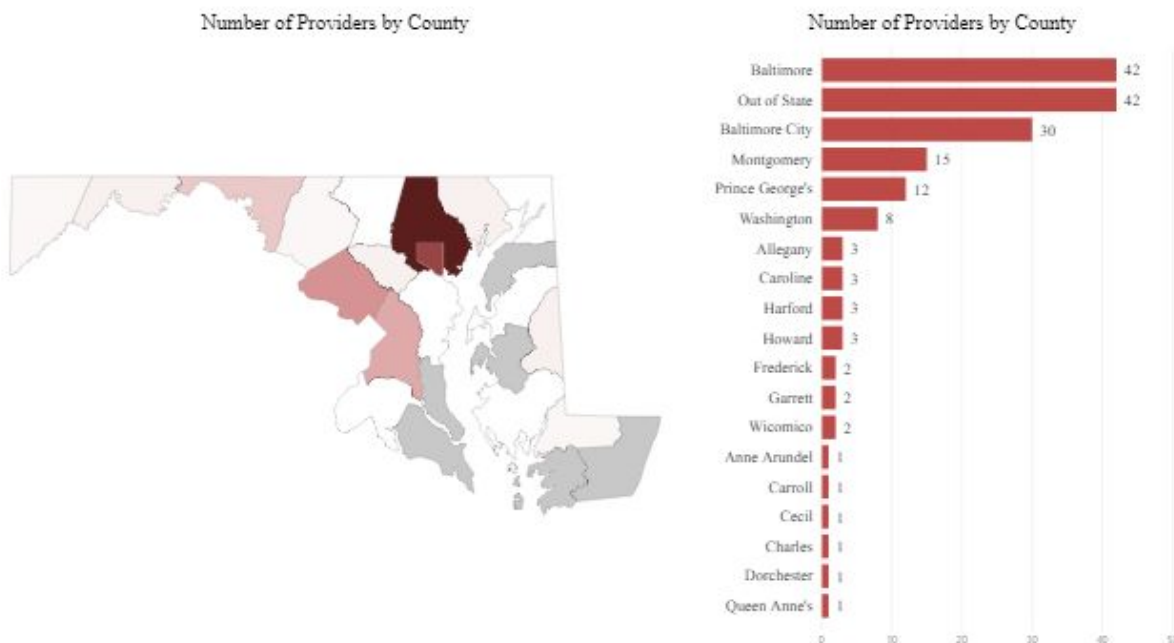 Number of Providers by County
Number of Providers by County
Baltimore 42
Out of State 42
Baltimore City 30
Montgomery 15
Prince George's 12
Washington 8
Allegany 3
Caroline 3
Harford 3
Howard 3
Frederick 2
Garrett 2
Wicomico 2
Anne Arundel 1
Carroll 1
Cecil 1
Charles 1
Dorchester 1
Queen Anne's 1
0 10 20 30 40